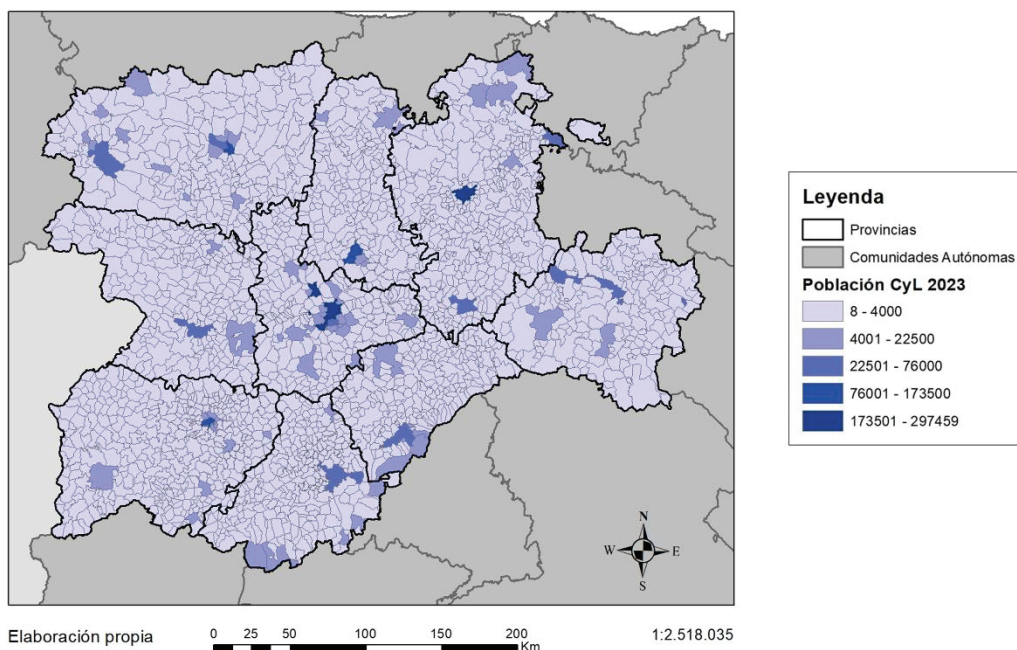 Leyenda
Provincias
Comunidades Autónomas
Población CyL 2023
8 - 4000
4001 - 22500
22501 - 76000
76001 - 173500
173501 - 297459
N
W E
S
Elaboración propia
0 25 50 100 150 200
Km
1:2.518.035